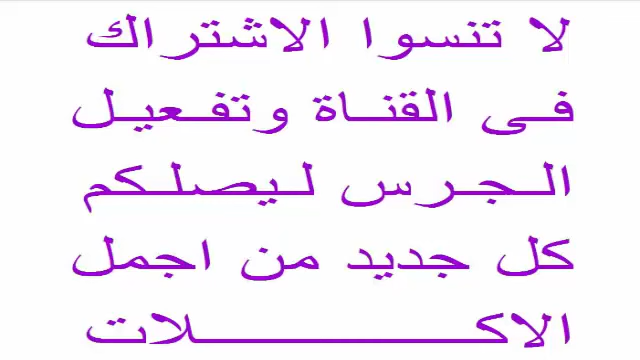 لا تنسوا الاشتراك
فى القناة وتفعيل
الجرس ليصلكم
كل جديد من اجمل
الاكلات